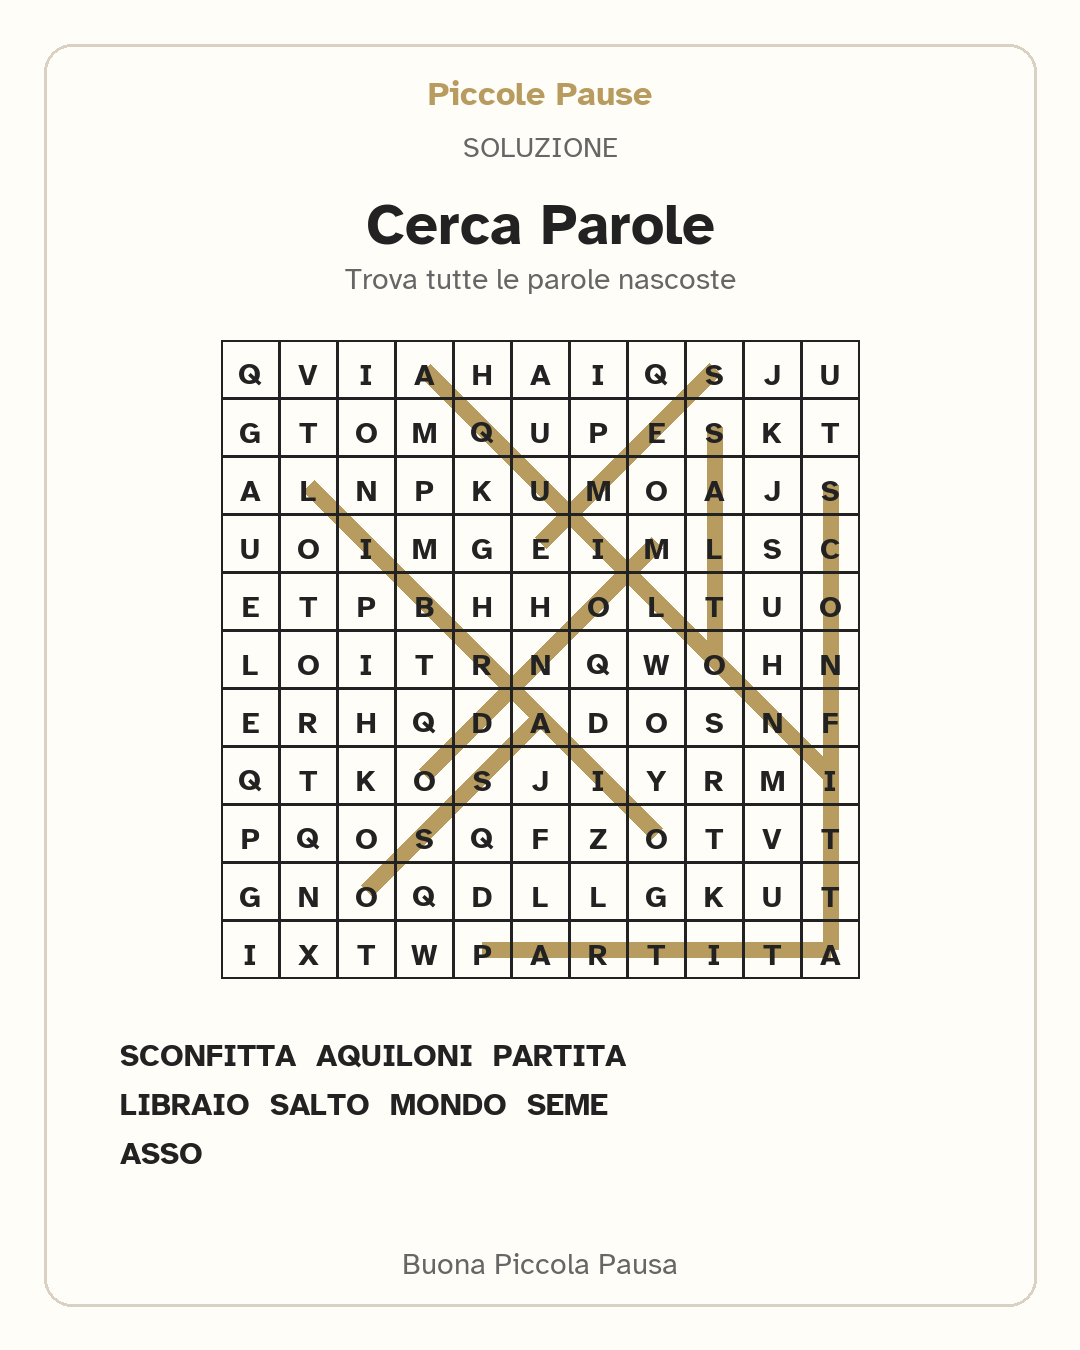 Piccole Pause
SOLUZIONE
Cerca Parole
Trova tutte le parole nascoste
Q V I A H A I Q S J U
G T O M Q U P E S K T
A L N P K U M O A J S
U O I M G E I M L S C
E T P B H H O L T U O
L O I T R N Q W O H N
E R H Q D A D O S N F
Q T K O S J I Y R M I
P Q O S Q F Z O T V T
G N O Q D L L G K U T
I X T W P A R T I T A
SCONFITTA AQUILONI PARTITA
LIBRAIO SALTO MONDO SEME
ASSO
Buona Piccola Pausa